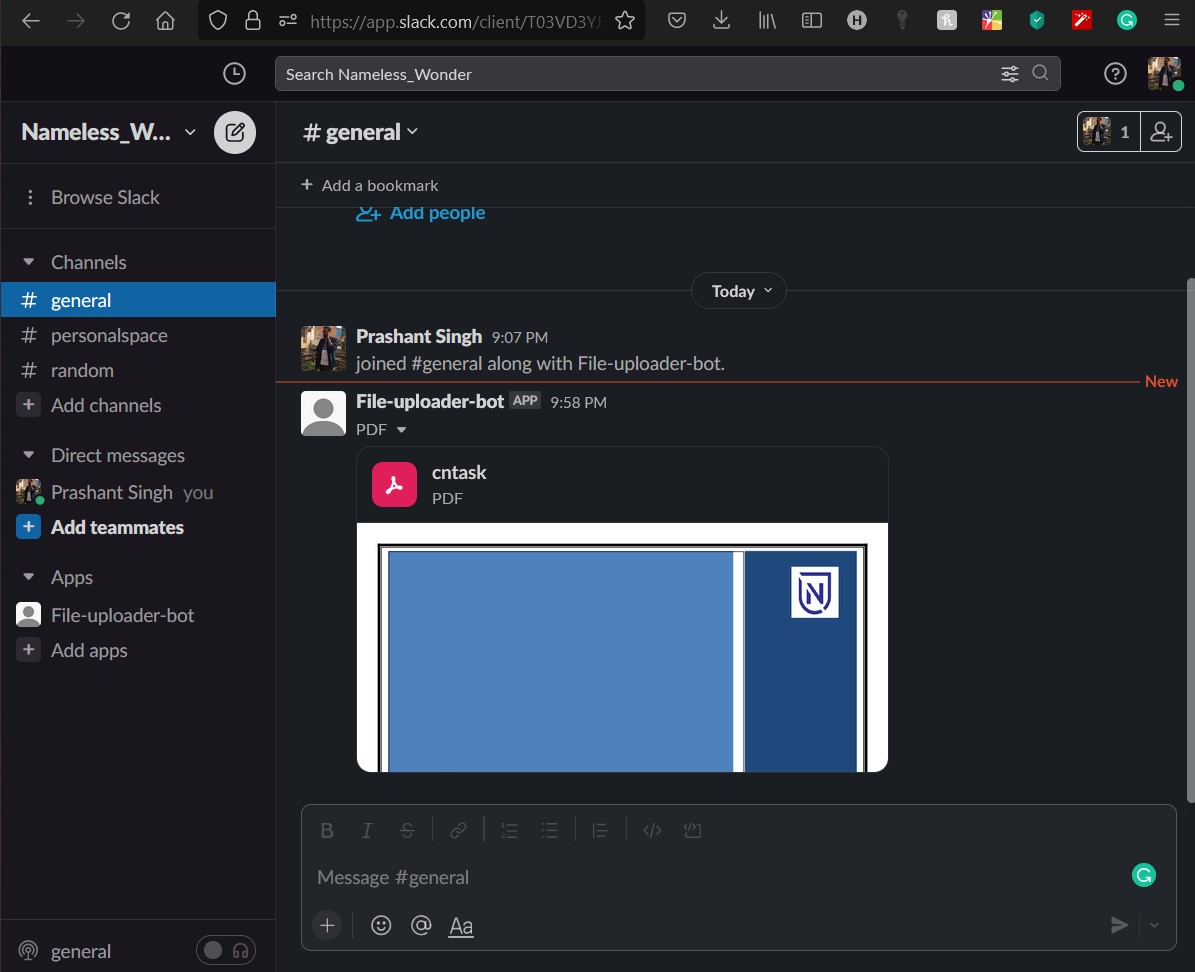 https://app.slack.com/client/T03VD3YJ
Search Nameless_Wonder
Nameless_W...
# general
1
+ Add a bookmark
Browse Slack
Add people
Channels
# general
# personalspace
# random
+ Add channels
Direct messages
Prashant Singh you
+ Add teammates
Apps
File-uploader-bot
+ Add apps
general
Today
Prashant Singh 9:07 PM
joined #general along with File-uploader-bot.
New
File-uploader-bot APP 9:58 PM
PDF
cntask
PDF
N
B I S
Message #general
+ @ Aa